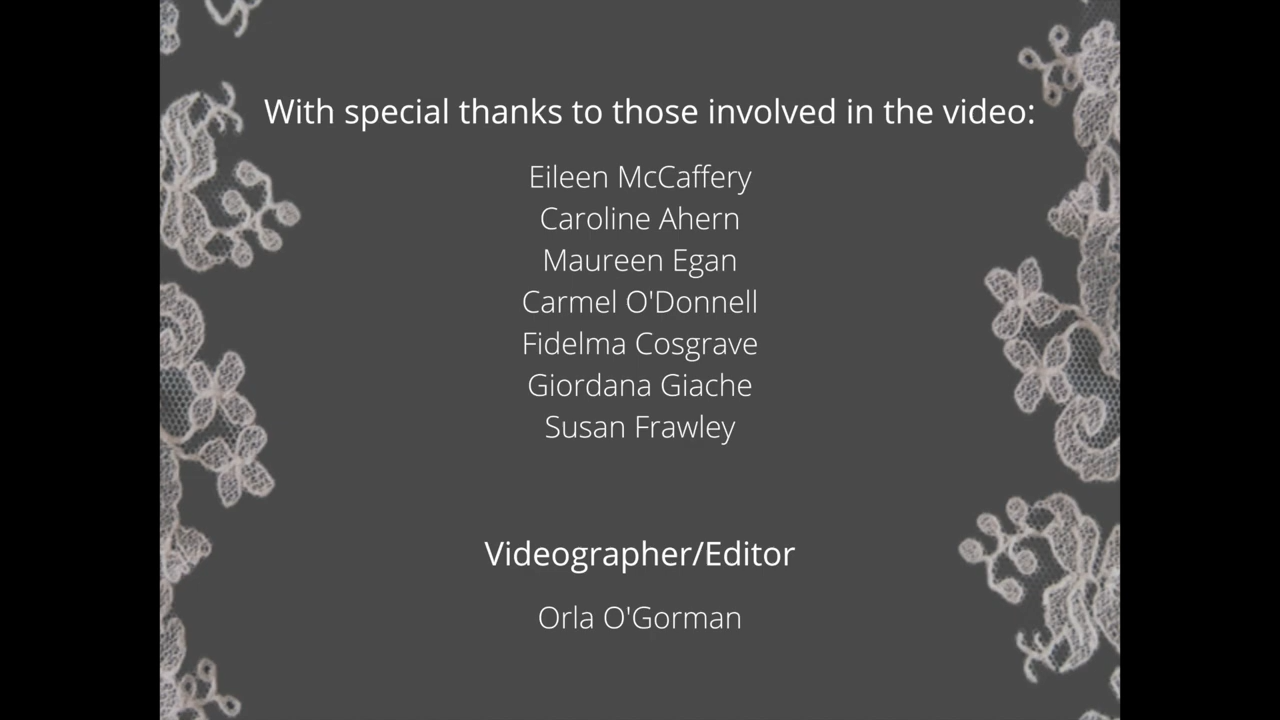 With special thanks to those involved in the video:
Eileen McCaffery
Caroline Ahern
Maureen Egan
Carmel O'Donnell
Fidelma Cosgrave
Giordana Giache
Susan Frawley
Videographer/Editor
Orla O'Gorman